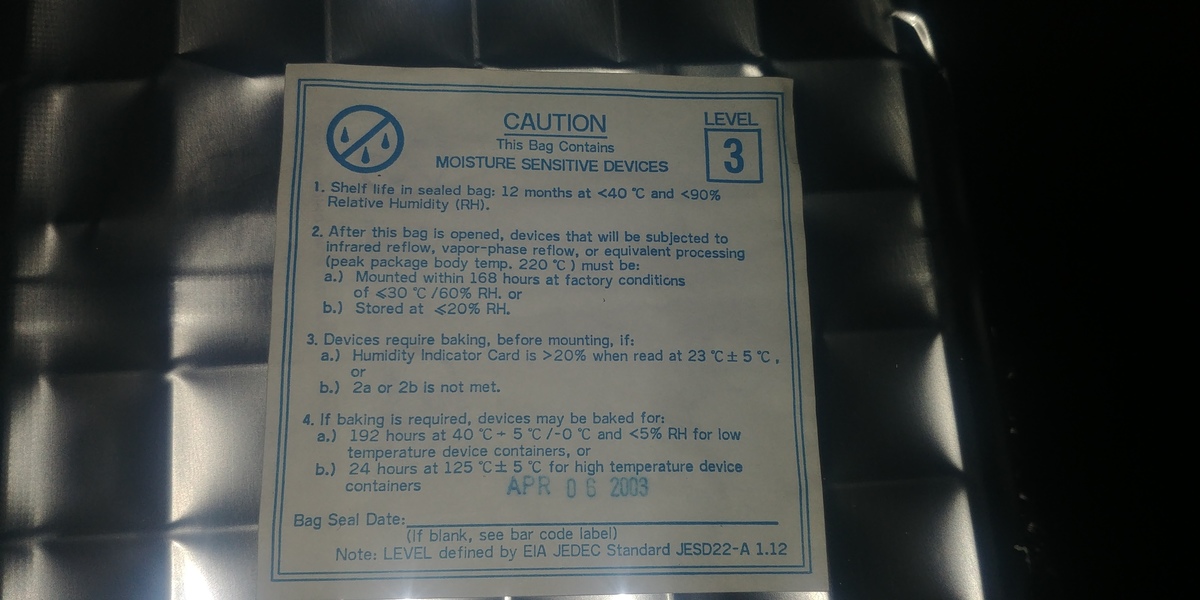 CAUTION
This Bag Contains
MOISTURE SENSITIVE DEVICES
LEVEL
3
1. Shelf life in sealed bag: 12 months at <40 °C and <90%
Relative Humidity (RH).
2. After this bag is opened, devices that will be subjected to
infrared reflow, vapor-phase reflow, or equivalent processing
(peak package body temp. 220 °C ) must be:
a.) Mounted within 168 hours at factory conditions
of ⩽30 °C /60% RH. or
b.) Stored at ⩽20% RH.
3. Devices require baking, before mounting, if:
a.) Humidity Indicator Card is >20% when read at 23 °C ± 5 °C ,
or
b.) 2a or 2b is not met.
4. If baking is required, devices may be baked for:
a.) 192 hours at 40 °C + 5 °C /-0 °C and <5% RH for low
temperature device containers, or
b.) 24 hours at 125 °C ± 5 °C for high temperature device
containers
APR 06 2003
Bag Seal Date:
(If blank, see bar code label)
Note: LEVEL defined by EIA JEDEC Standard JESD22-A 1.12